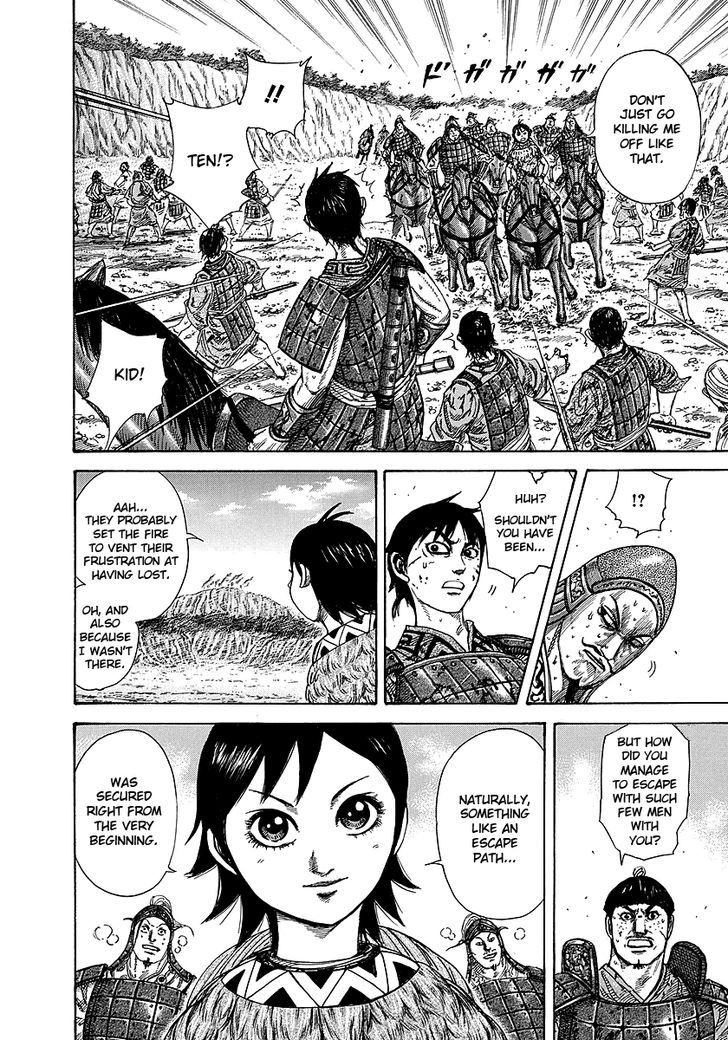 DON'T
JUST GO
KILLING ME
OFF LIKE
THAT.
ドガガガガ
!!
TEN!?
KID!
!?
HUH?
SHOULDN'T
YOU HAVE
BEEN...
AAH...
THEY PROBABLY
SET THE FIRE
TO VENT THEIR
FRUSTRATION AT
HAVING LOST.
OH, AND
ALSO
BECAUSE I
WASN'T
THERE.
BUT HOW
DID YOU
MANAGE
TO ESCAPE
WITH SUCH
FEW MEN
WITH
YOU?
NATURALLY,
SOMETHING
LIKE AN
ESCAPE
PATH...
WAS
SECURED
RIGHT FROM
THE VERY
BEGINNING.